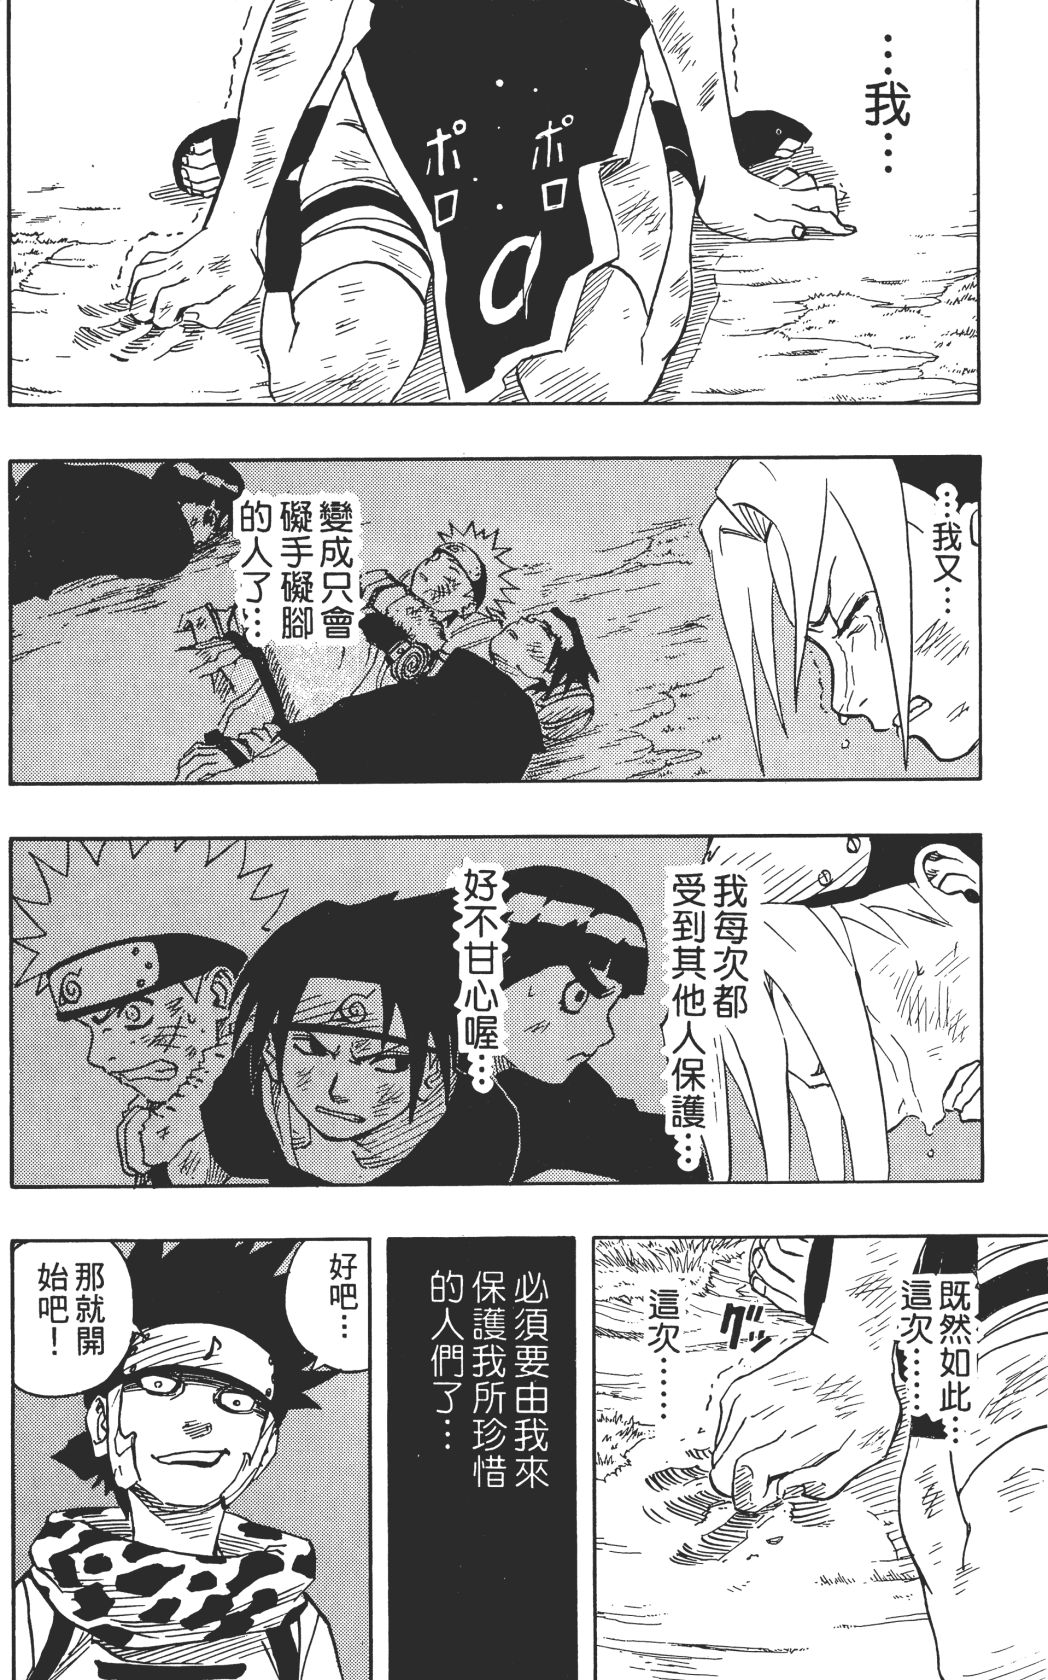 …我…
ポロ
ポロ
…我又…
變成只會
礙手礙腳
的人了…
我每次都
受到其他人保護…
好不甘心喔…
既然如此…
這次……
這次……
グッ
必須要由我來
保護我所珍惜
的人們了…
好吧…
那就開
始吧！